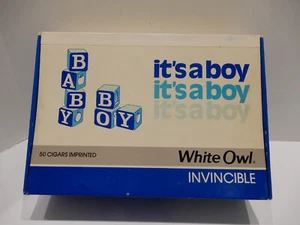 BABY
BOY
it's a boy
it's a boy
it's a boy
50 CIGARS IMPRINTED
White Owl®
INVINCIBLE